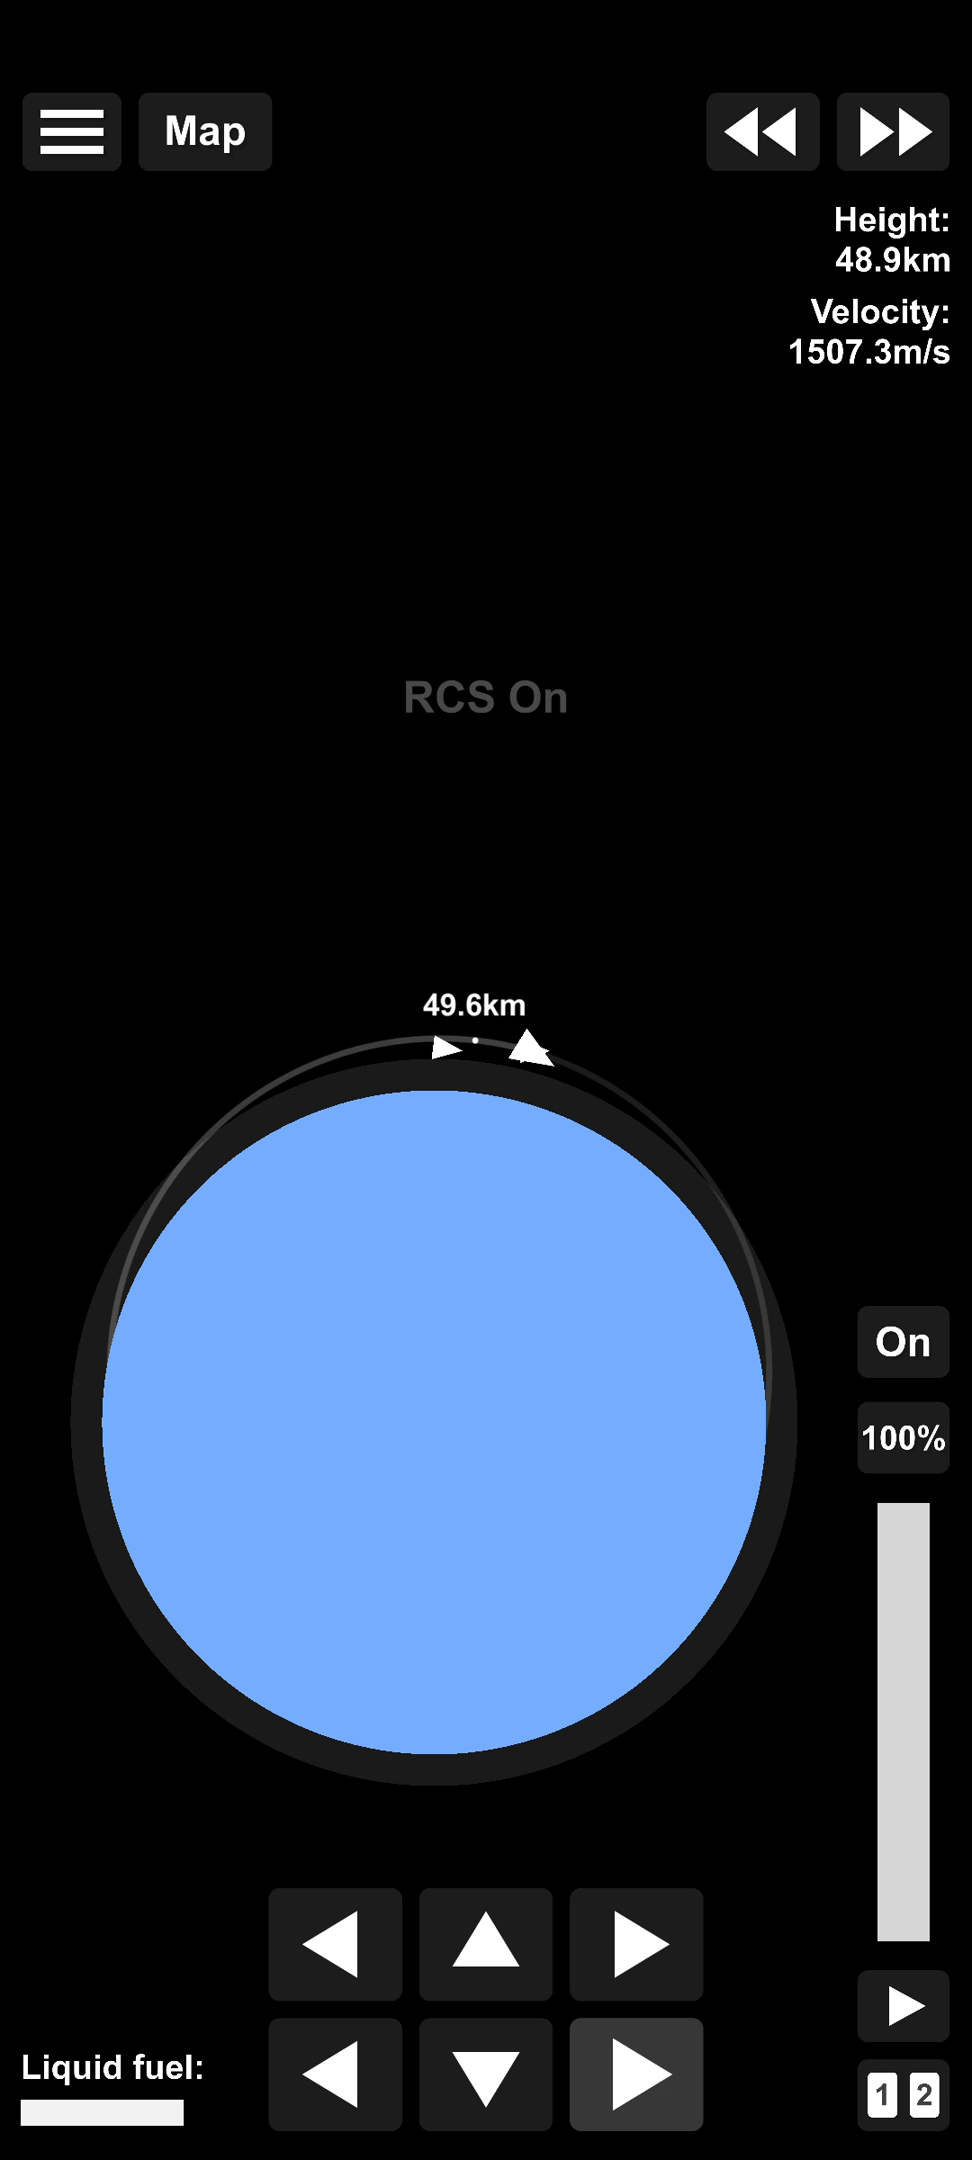 Map
Height:
48.9km
Velocity:
1507.3m/s
RCS On
49.6km
On
100%
Liquid fuel:
1 2